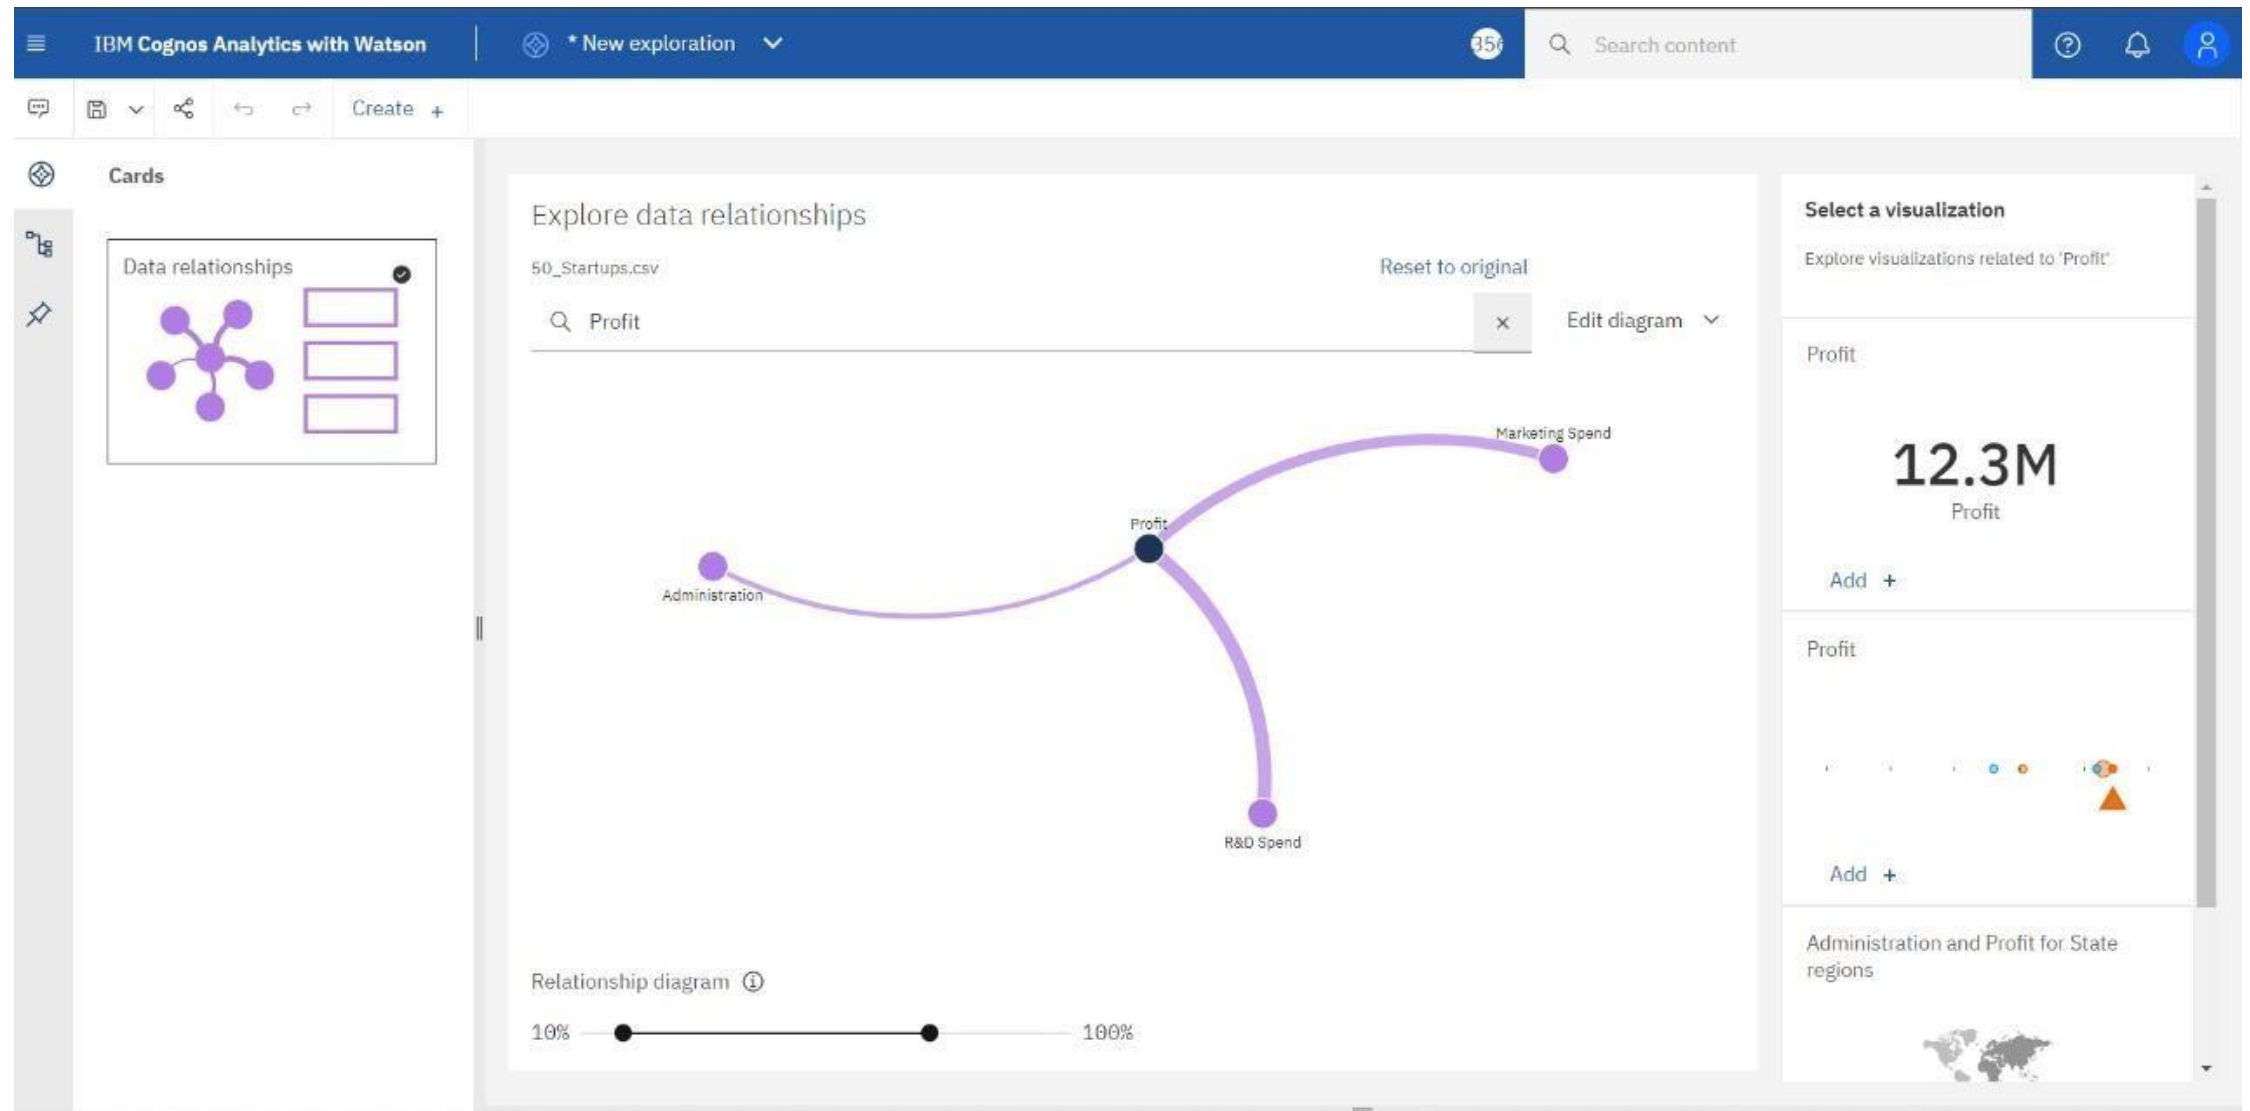 IBM Cognos Analytics with Watson
* New exploration
Search content
Create +
Cards
Data relationships
Explore data relationships
50_Startups.csv
Reset to original
Profit
Edit diagram
Marketing Spend
Profit
Administration
R&D Spend
Relationship diagram
10%
100%
Select a visualization
Explore visualizations related to 'Profit'
Profit
12.3M
Profit
Add +
Profit
Add +
Administration and Profit for State
regions